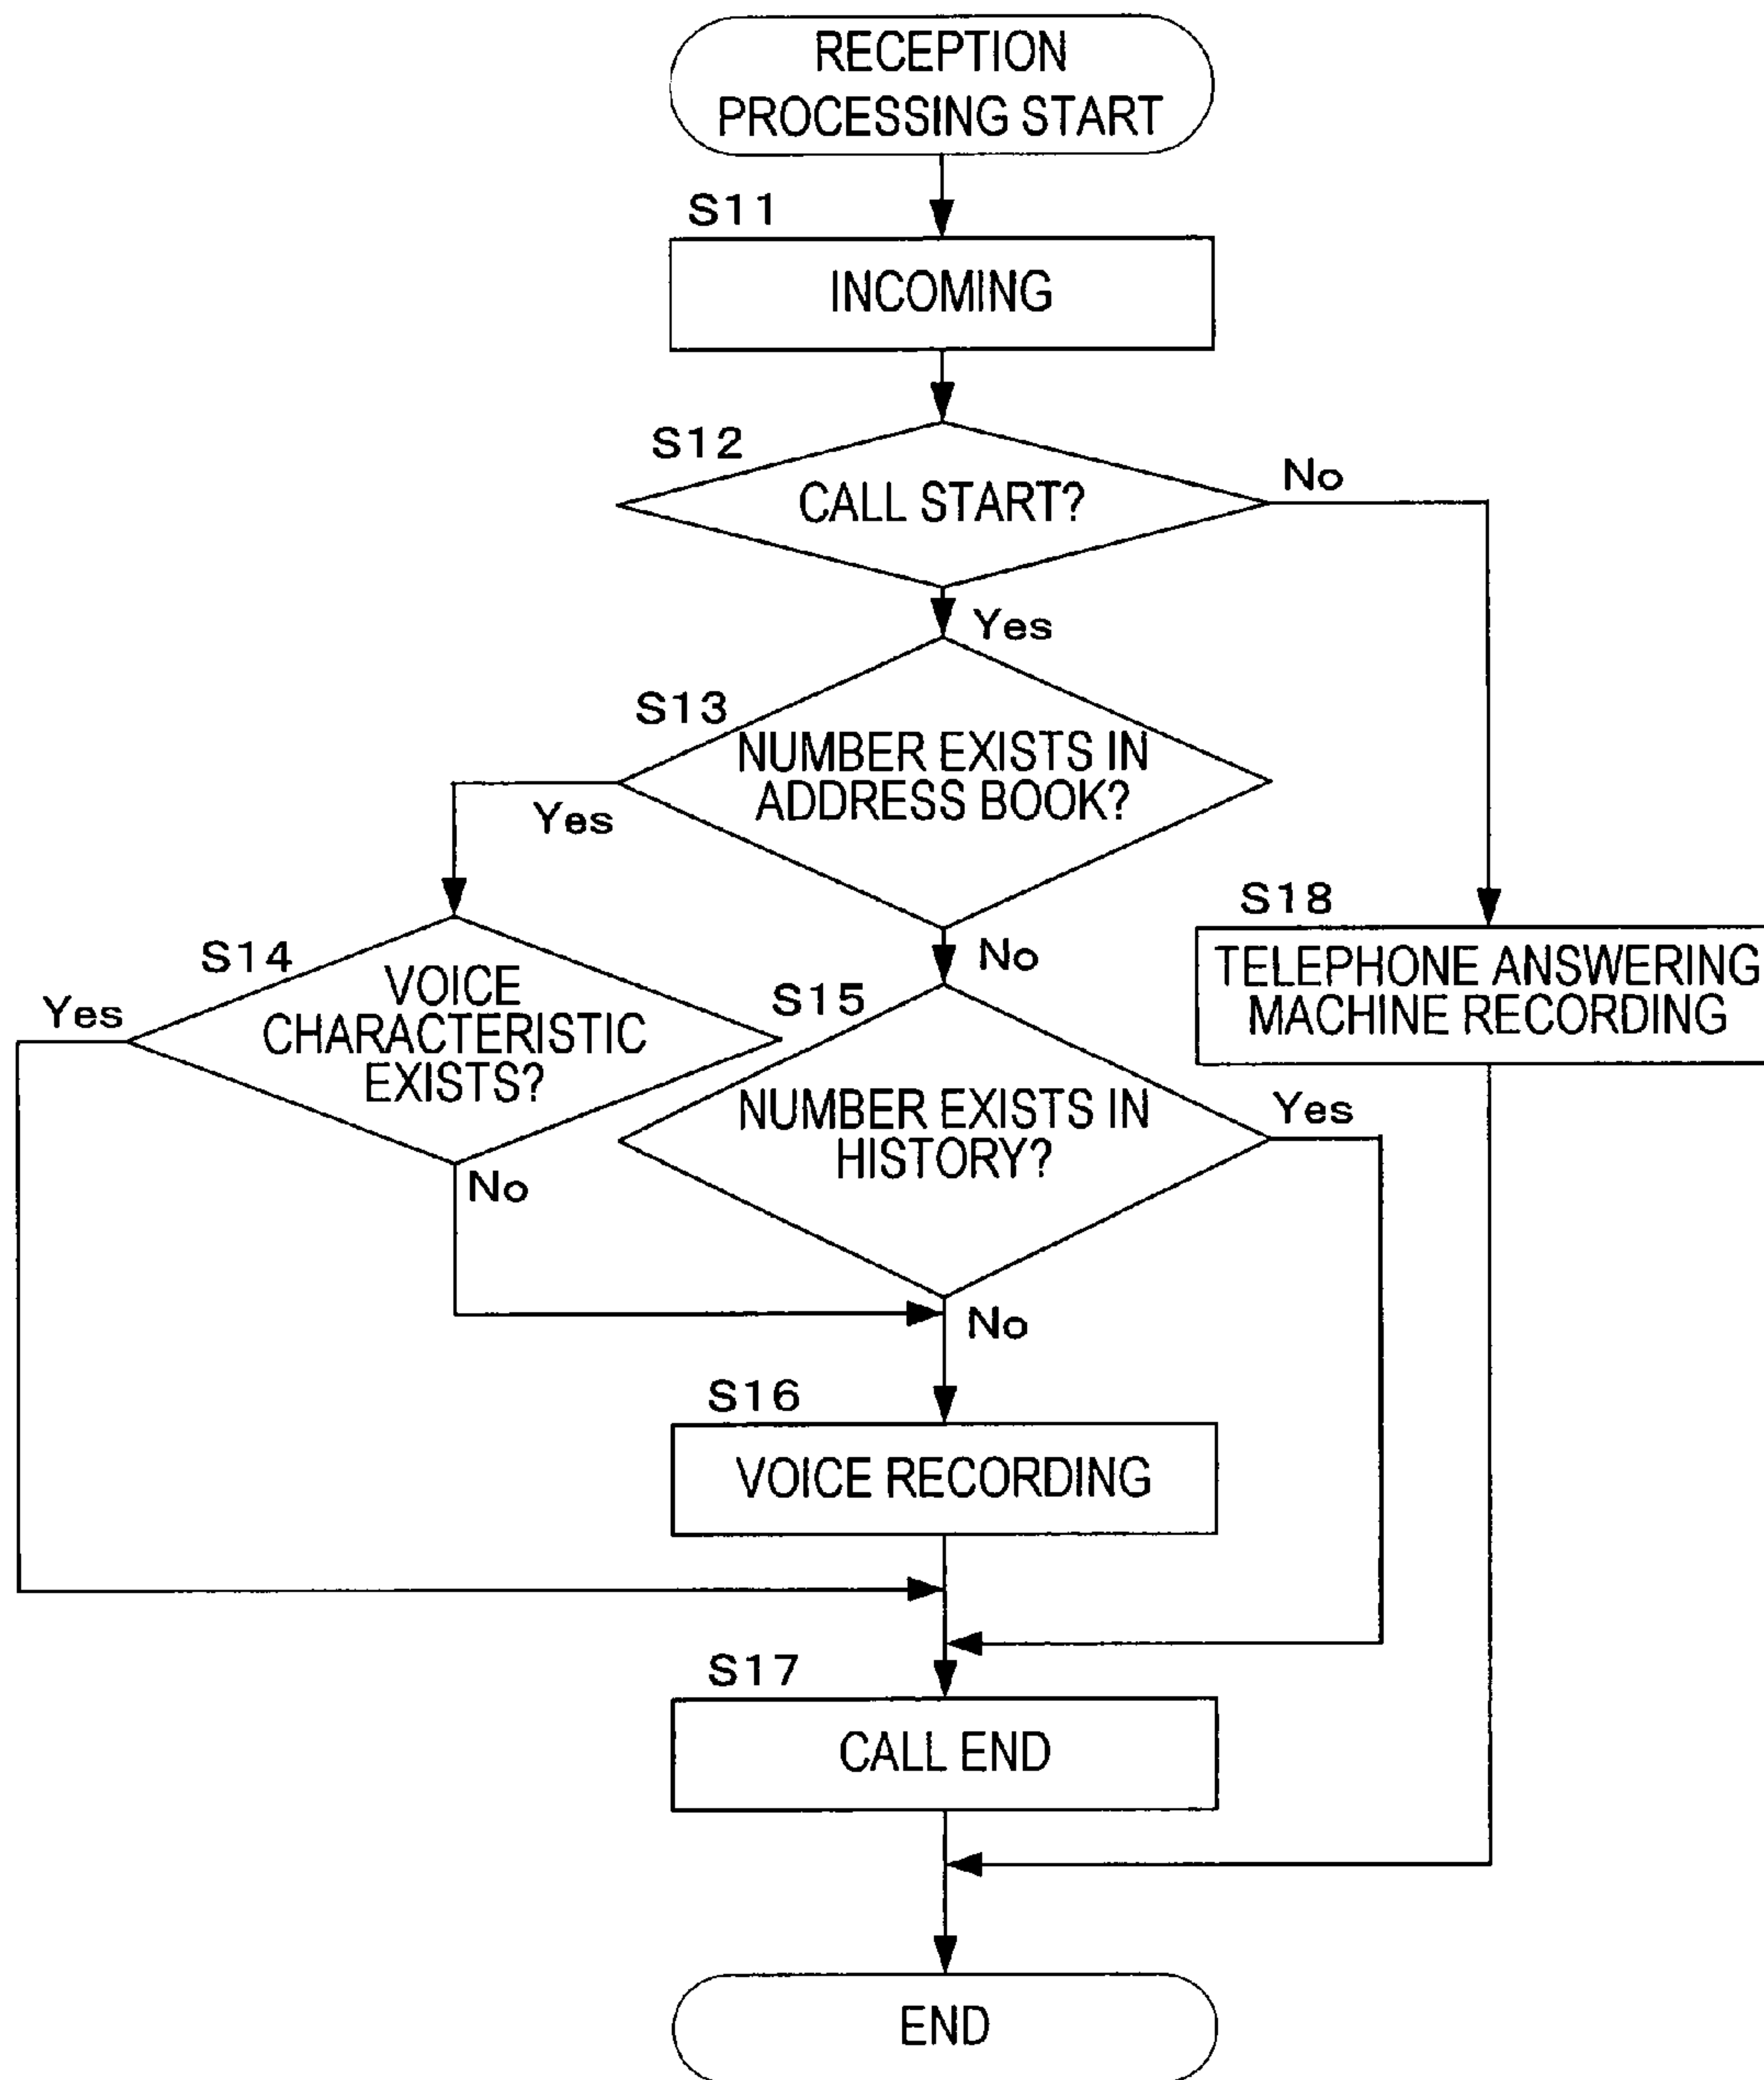 RECEPTION
PROCESSING START
S11
INCOMING
S12
CALL START?
No
Yes
S13
NUMBER EXISTS IN
ADDRESS BOOK?
Yes
No
S14
VOICE
CHARACTERISTIC
EXISTS?
Yes
No
S15
NUMBER EXISTS IN
HISTORY?
Yes
No
S18
TELEPHONE ANSWERING
MACHINE RECORDING
S16
VOICE RECORDING
S17
CALL END
END